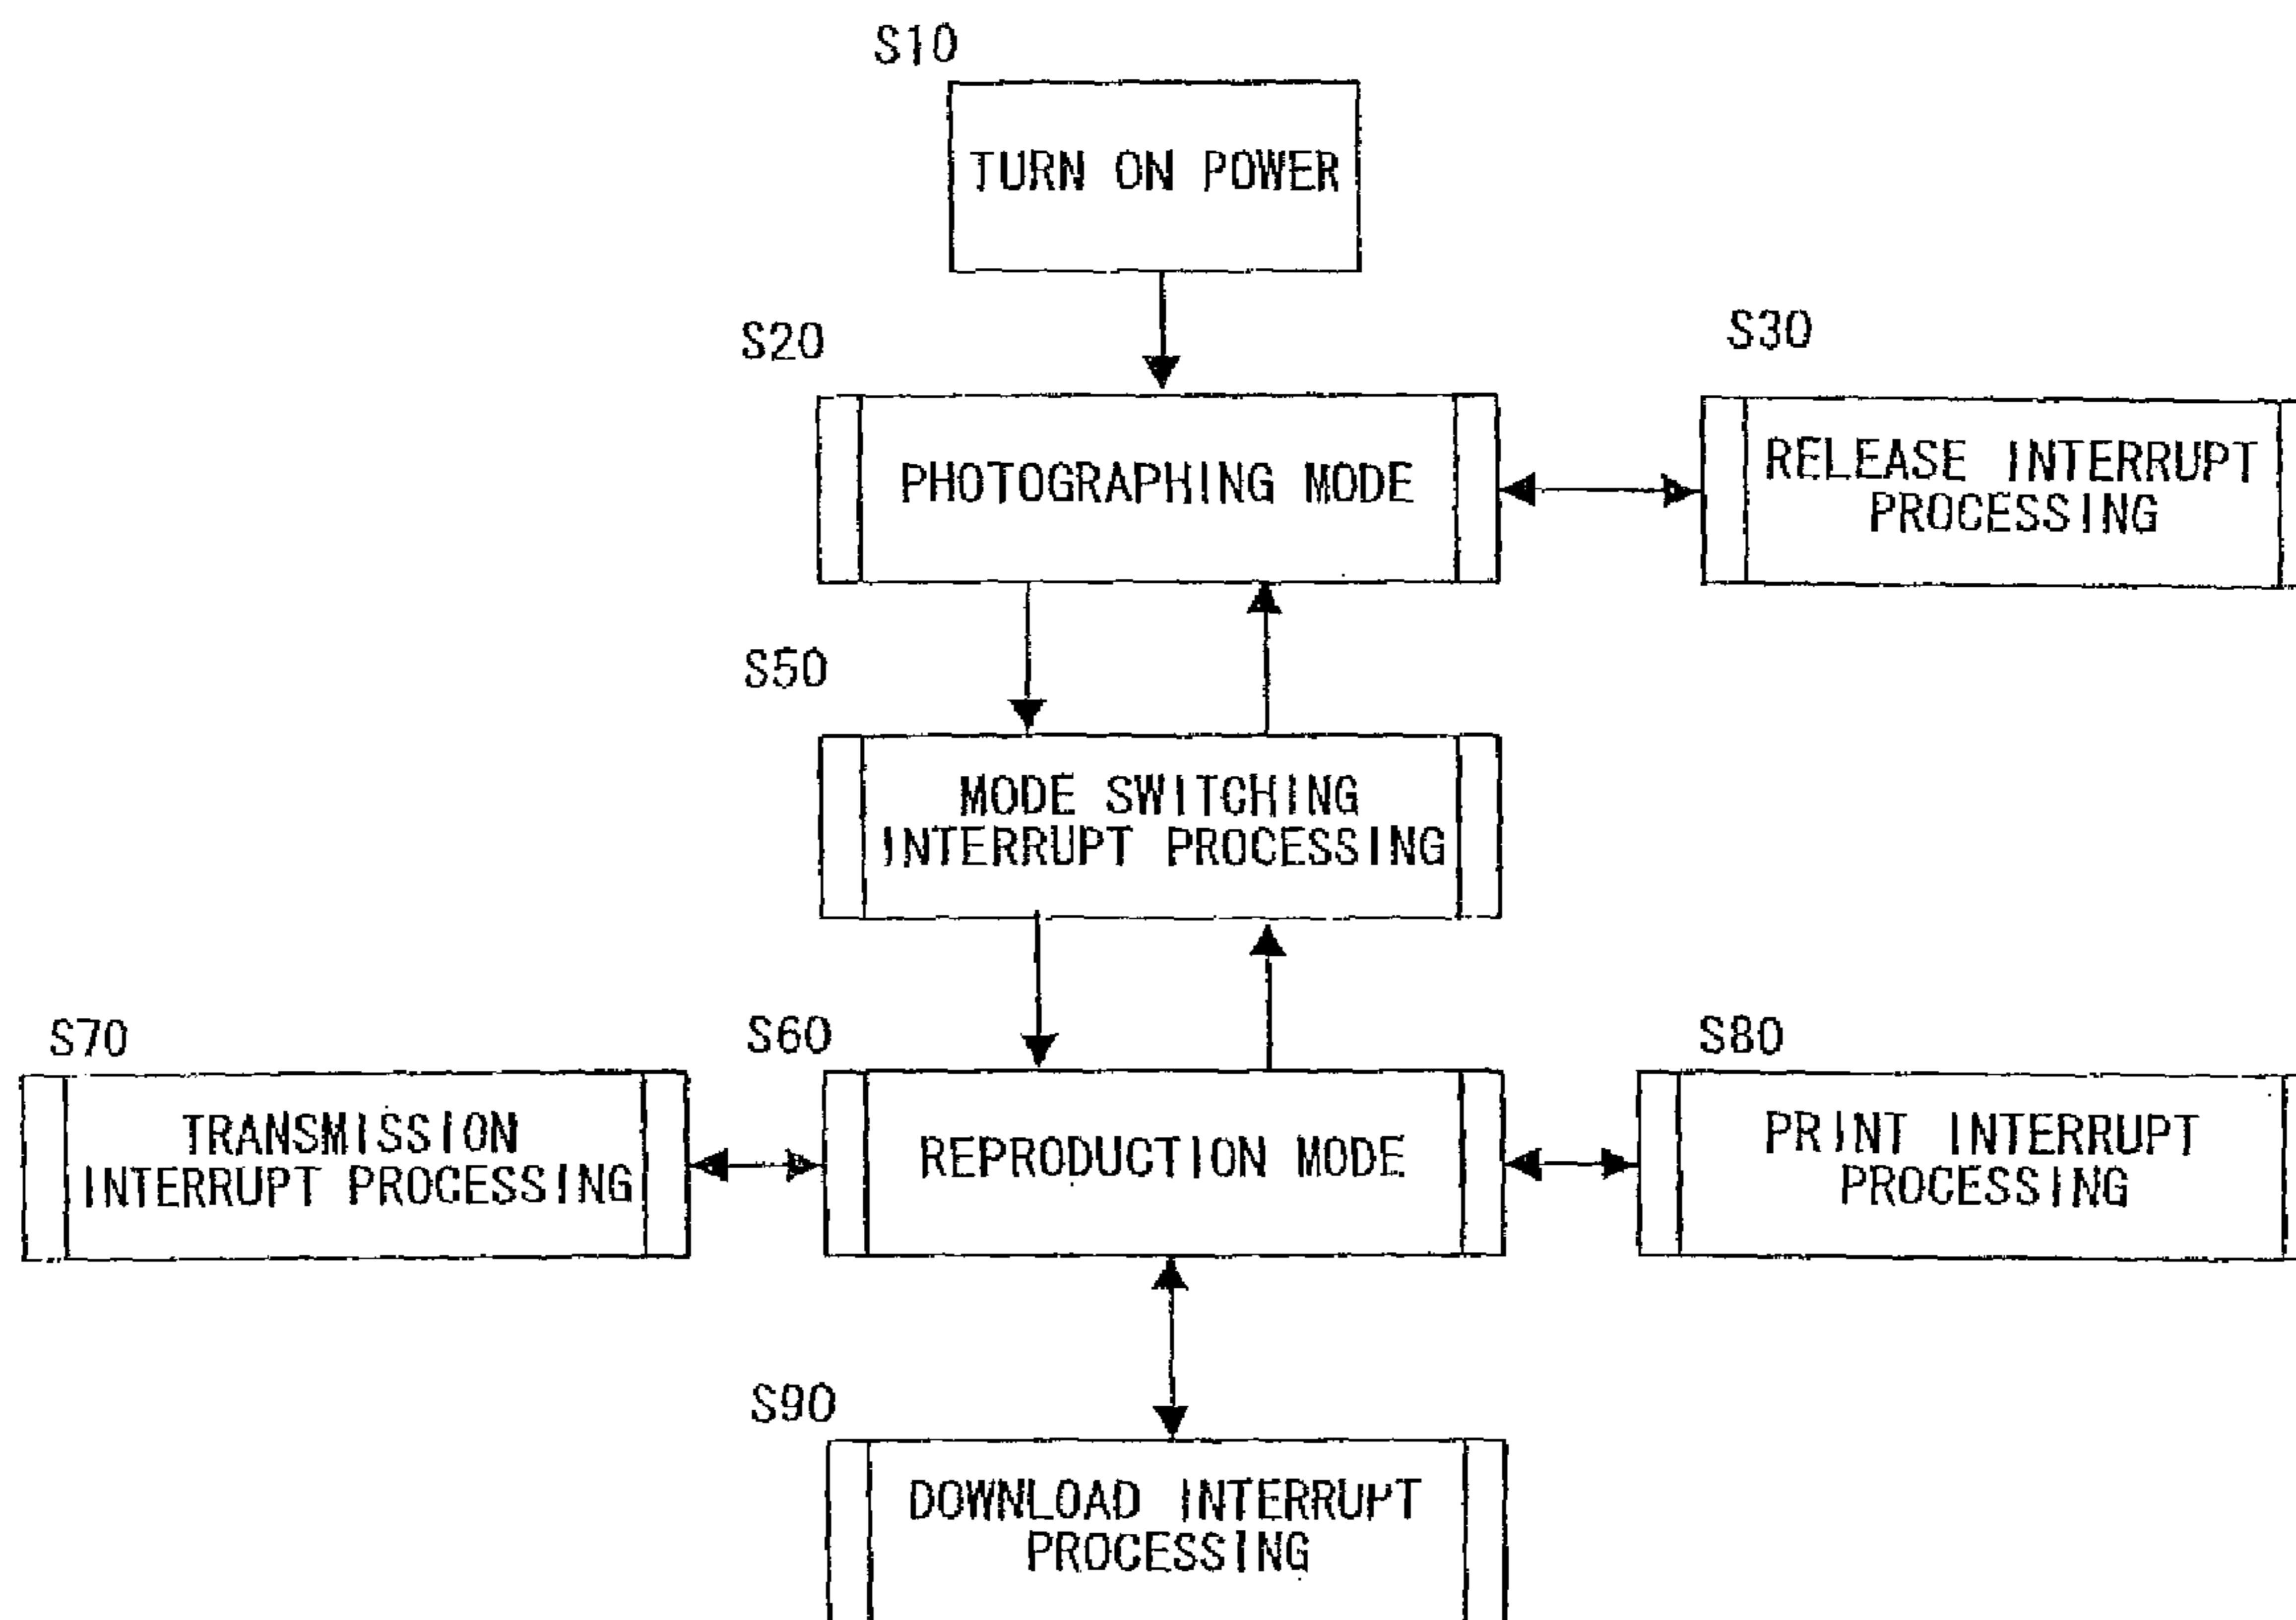 S10
TURN ON POWER
S20
PHOTOGRAPHING MODE
S30
RELEASE INTERRUPT
PROCESSING
S50
MODE SWITCHING
INTERRUPT PROCESSING
S70
TRANSMISSION
INTERRUPT PROCESSING
S60
REPRODUCTION MODE
S80
PRINT INTERRUPT
PROCESSING
S90
DOWNLOAD INTERRUPT
PROCESSING